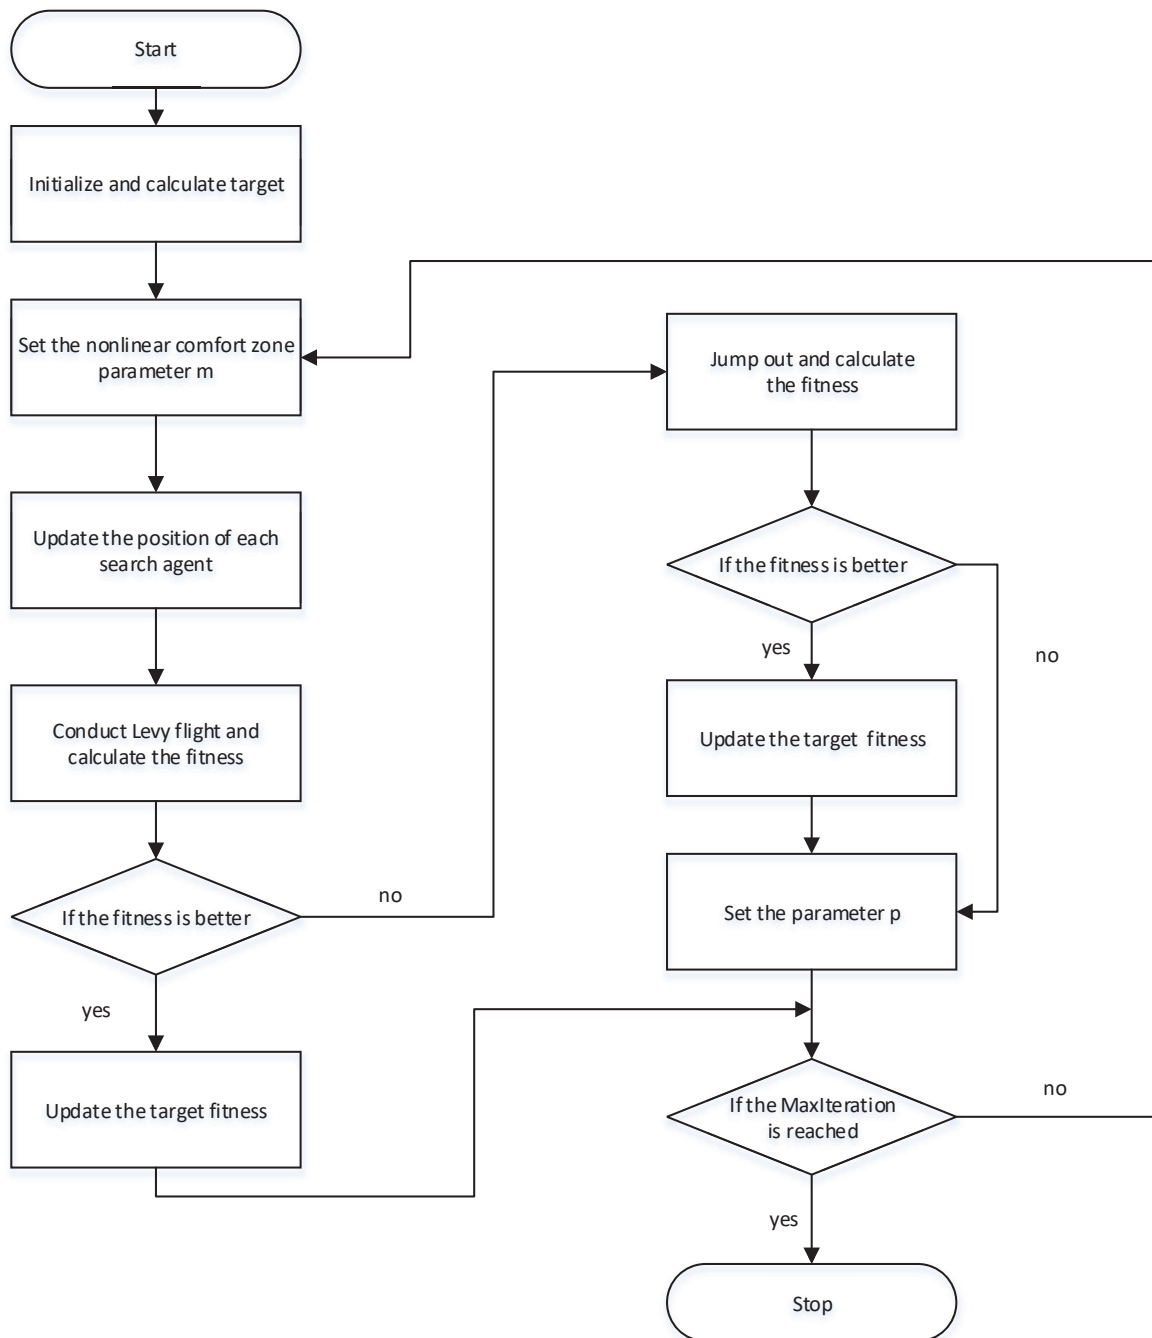 Start
Initialize and calculate target
Set the nonlinear comfort zone
parameter m
Update the position of each
search agent
Conduct Levy flight and
calculate the fitness
If the fitness is better
no
yes
Update the target fitness
Jump out and calculate
the fitness
If the fitness is better
yes
no
Update the target fitness
Set the parameter p
If the MaxIteration
is reached
no
yes
Stop